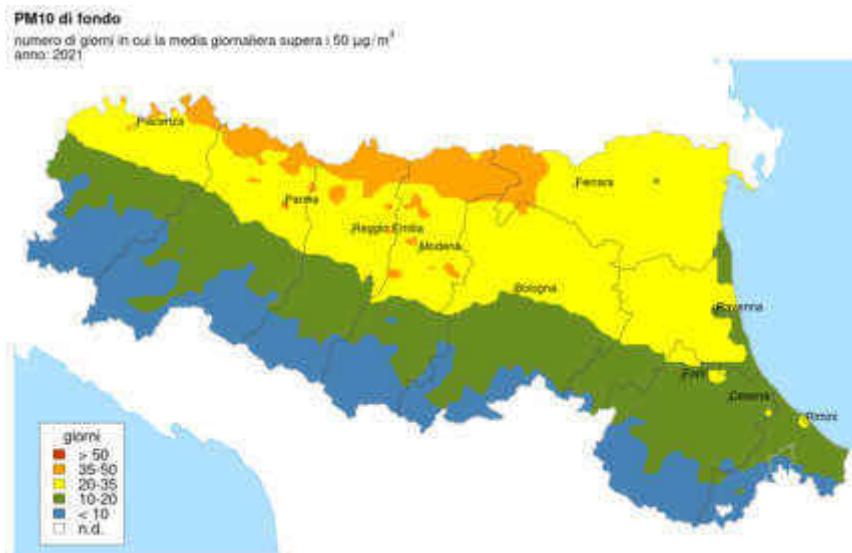 PM10 di fondo
numero di giorni in cui la media giornaliera supera i 50 µg/m³
anno: 2021
Piacenza
Parma
Reggio Emilia
Modena
Ferrara
Bologna
Ravenna
Forlì
Cesena
Rimini
giorni
> 50
35-50
20-35
10-20
< 10
n.d.